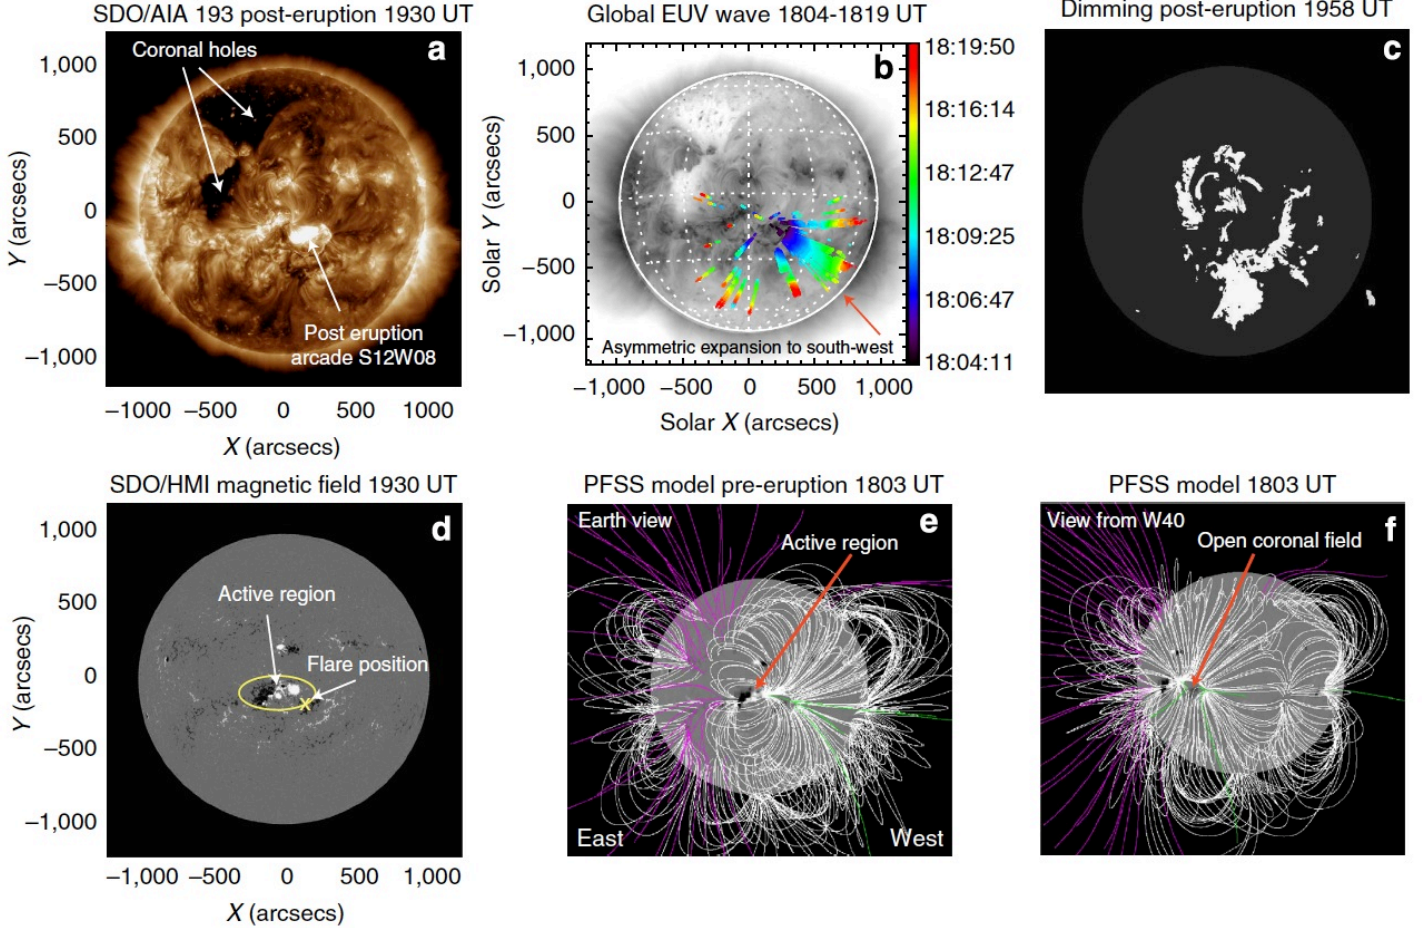 SDO/AIA 193 post-eruption 1930 UT
Coronal holes
a
1,000
500
0
−500
−1,000
Y (arcsecs)
Post eruption
arcade S12W08
−1000 −500 0 500 1000
X (arcsecs)
Global EUV wave 1804-1819 UT
b
1,000
500
0
−500
−1,000
Solar Y (arcsecs)
Asymmetric expansion to south-west
18:19:50
18:16:14
18:12:47
18:09:25
18:06:47
18:04:11
−1,000 −500 0 500 1,000
Solar X (arcsecs)
Dimming post-eruption 1958 UT
c
SDO/HMI magnetic field 1930 UT
d
1,000
500
0
−500
−1,000
Y (arcsecs)
Active region
Flare position
−1,000 −500 0 500 1,000
X (arcsecs)
PFSS model pre-eruption 1803 UT
Earth view
e
Active region
East
West
PFSS model 1803 UT
View from W40
f
Open coronal field